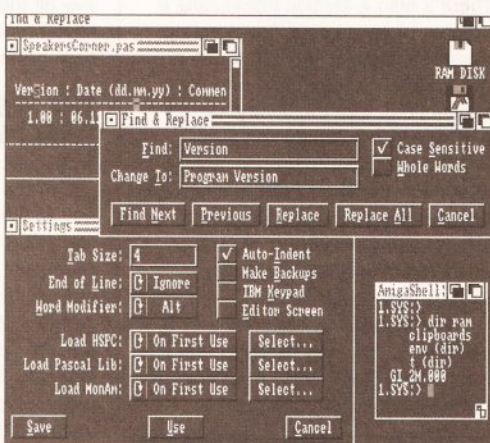 ind & Replace
SpeakersCorner.pas
RAM DISK
Version : Date (dd.mm.yy) : Commen
1.00 : 06.1
Find & Replace
Find: Version
Case Sensitive
Whole Words
Change To: Program Version
Find Next Previous Replace Replace All Cancel
Settings
Tab Size: 4
Auto-Indent
Make Backups
End of Line: Ignore
IBM Keypad
Word Modifier: Alt
Editor Screen
Load HSPC: On First Use Select...
Load Pascal Lib: On First Use Select...
Load MonAm: On First Use Select...
Save Use Cancel
AmigaShell:
1.SYS:>
1.SYS:> dir ram
clipboards
env (dir)
t (dir)
GI_2M.000
1.SYS:>